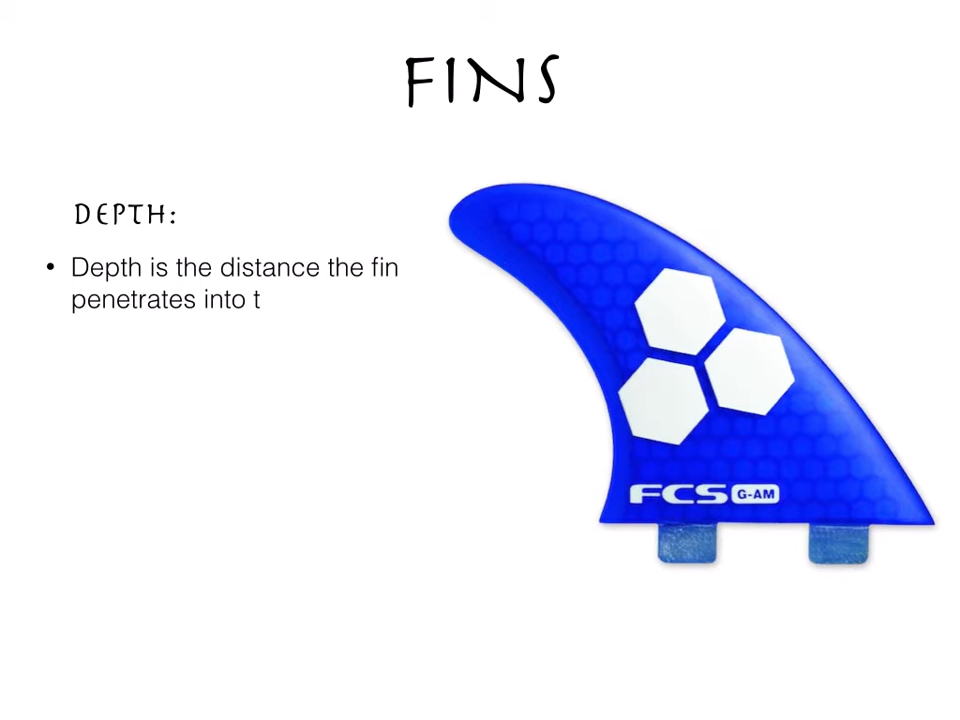 FINS
DEPTH:
• Depth is the distance the fin
penetrates into t
FCS G-AM